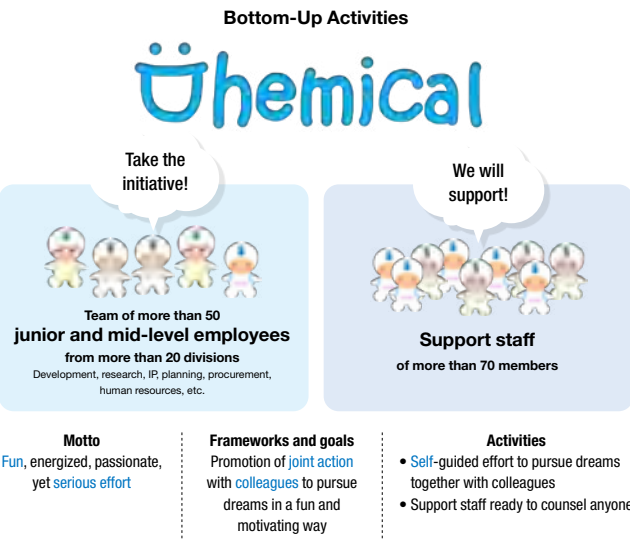 Bottom-Up Activities
Ühemical
Take the
initiative!
We will
support!
Team of more than 50
junior and mid-level employees
from more than 20 divisions
Development, research, IP, planning, procurement,
human resources, etc.
Support staff
of more than 70 members
Motto
Fun, energized, passionate,
yet serious effort
Frameworks and goals
Promotion of joint action
with colleagues to pursue
dreams in a fun and
motivating way
Activities
• Self-guided effort to pursue dreams
together with colleagues
• Support staff ready to counsel anyone